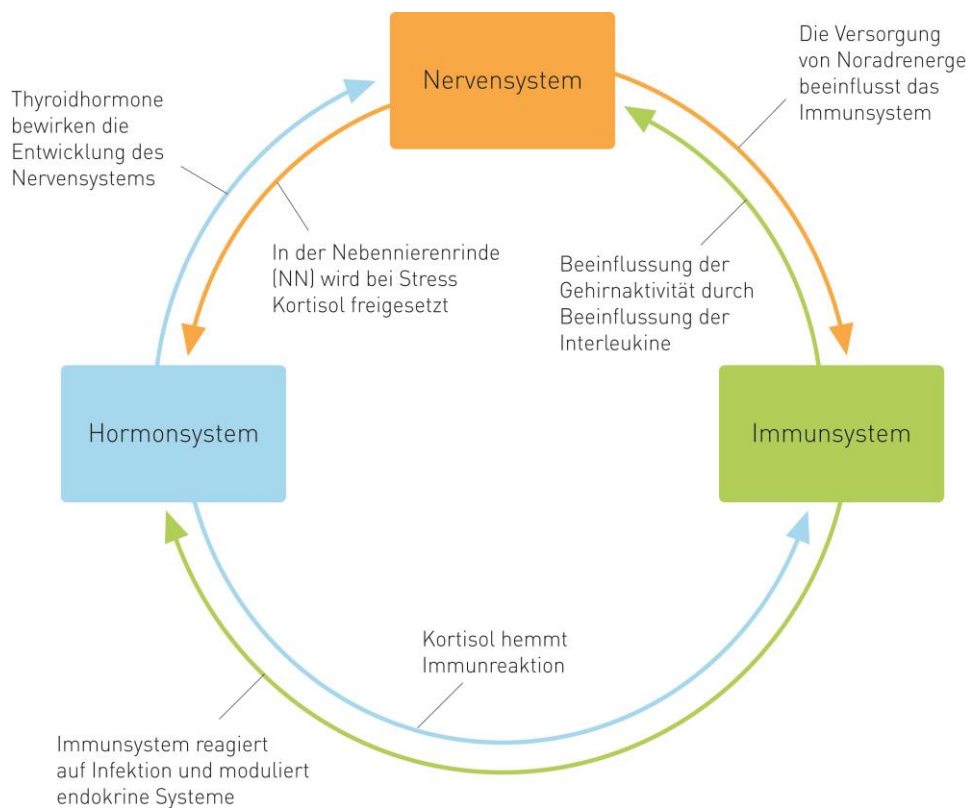 Nervensystem
Die Versorgung
von Noradrenerge
beeinflusst das
Immunsystem
Thyroidhormone
bewirken die
Entwicklung des
Nervensystems
In der Nebennierenrinde
(NN) wird bei Stress
Kortisol freigesetzt
Beeinflussung der
Gehirnaktivität durch
Beeinflussung der
Interleukine
Hormonsystem
Immunsystem
Kortisol hemmt
Immunreaktion
Immunsystem reagiert
auf Infektion und moduliert
endokrine Systeme